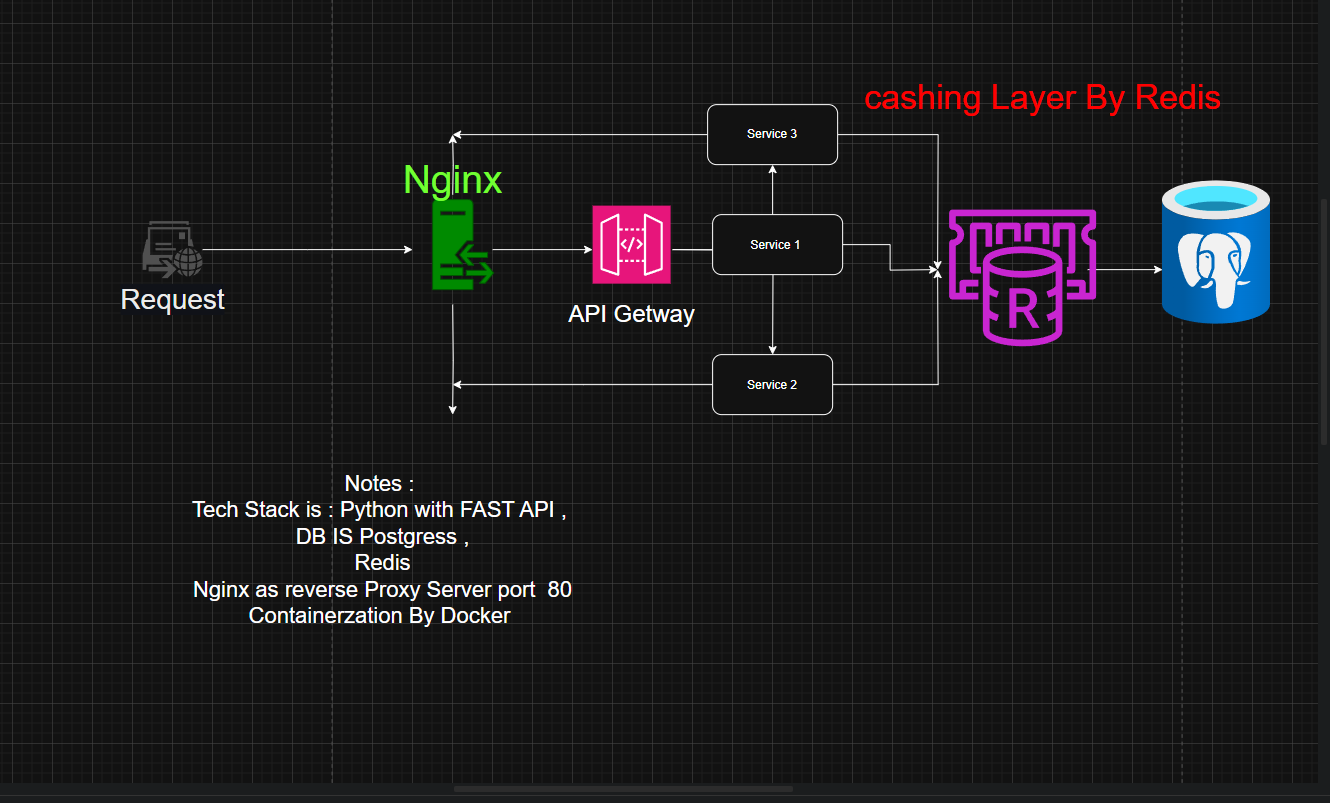 cashing Layer By Redis
Service 3
Nginx
Service 1
R
Request
API Getway
Service 2
Notes :
Tech Stack is : Python with FAST API ,
DB IS Postgress ,
Redis
Nginx as reverse Proxy Server port  80
Containerzation By Docker